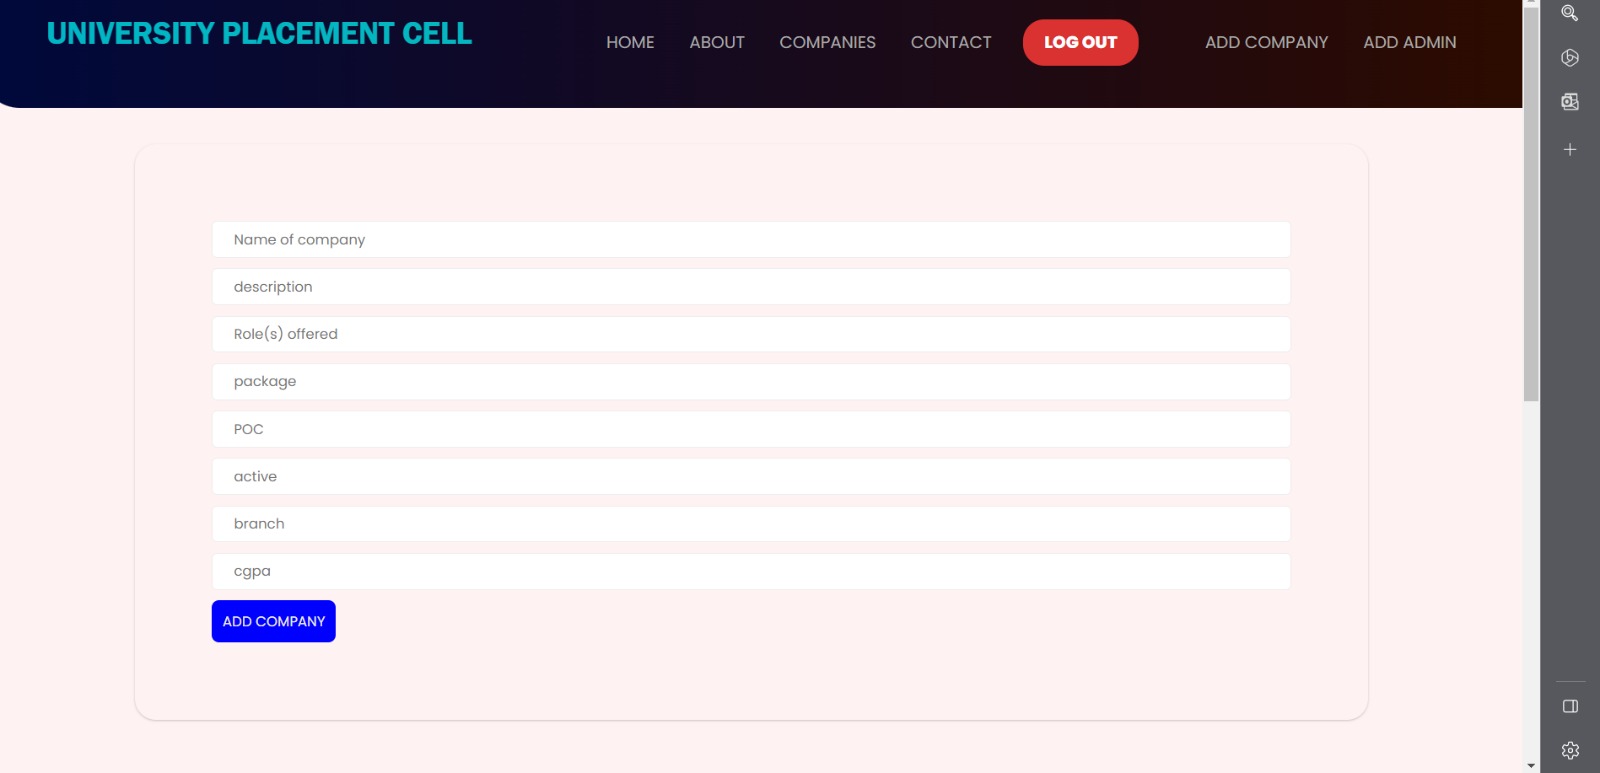 UNIVERSITY PLACEMENT CELL
HOME ABOUT COMPANIES CONTACT LOG OUT ADD COMPANY ADD ADMIN
Name of company
description
Role(s) offered
package
POC
active
branch
cgpa
ADD COMPANY